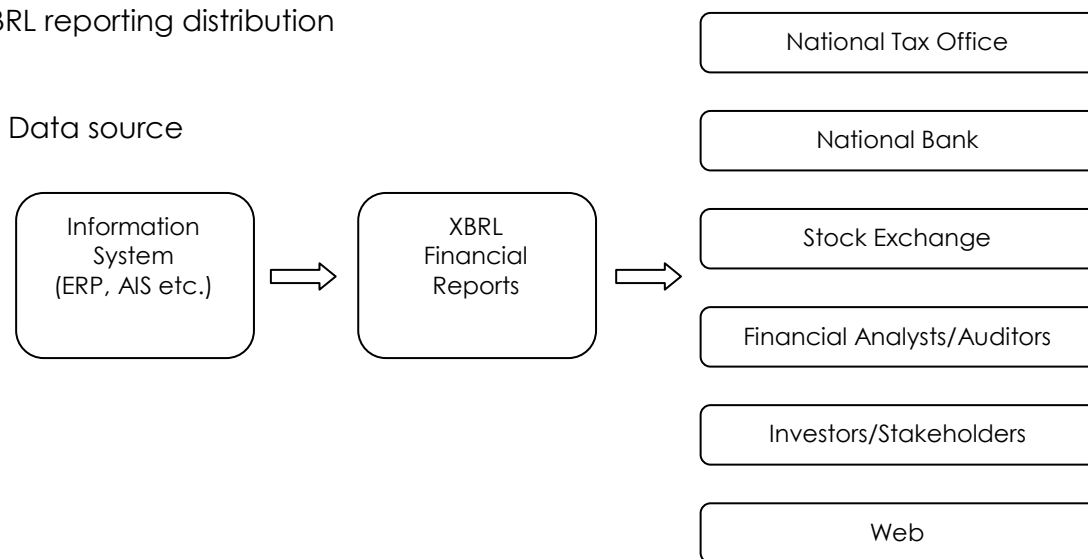 BRL reporting distribution
Data source
Information
System
(ERP, AIS etc.)
XBRL
Financial
Reports
National Tax Office
National Bank
Stock Exchange
Financial Analysts/Auditors
Investors/Stakeholders
Web